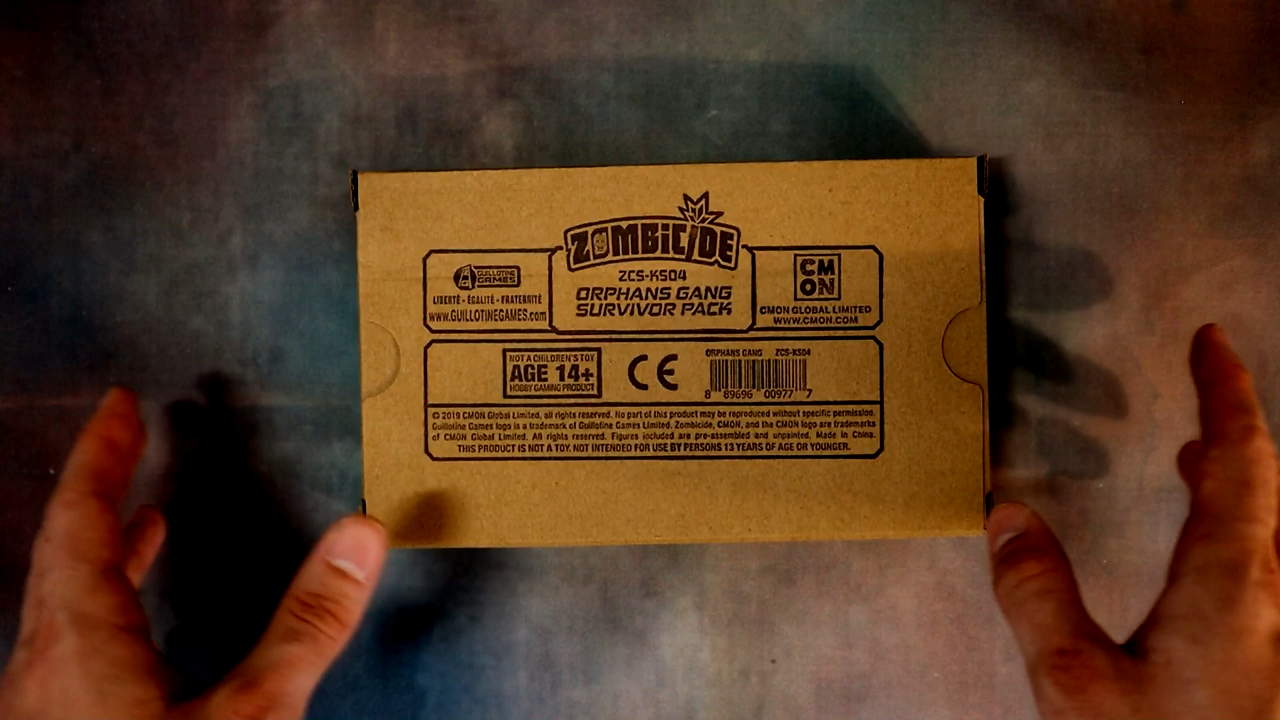 ZOMBICIDE
ZCS-KS04
ORPHANS GANG
SURVIVOR PACK
GUILLOTINE
GAMES
LIBERTÉ - ÉGALITÉ - FRATERNITÉ
WWW.GUILLOTINEGAMES.com
CM
ON
CMON GLOBAL LIMITED
WWW.CMON.COM
NOT A CHILDREN'S TOY
AGE 14+
HOBBY GAMING PRODUCT
CE
ORPHANS GANG ZCS-KS04
8 89696 00977 7
© 2019 CMON Global Limited, all rights reserved. No part of this product may be reproduced without specific permission.
Guillotine Games logo is a trademark of Guillotine Games Limited. Zombicide, CMON, and the CMON logo are trademarks
of CMON Global Limited. All rights reserved. Figures included are pre-assembled and unpainted. Made in China.
THIS PRODUCT IS NOT A TOY. NOT INTENDED FOR USE BY PERSONS 13 YEARS OF AGE OR YOUNGER.